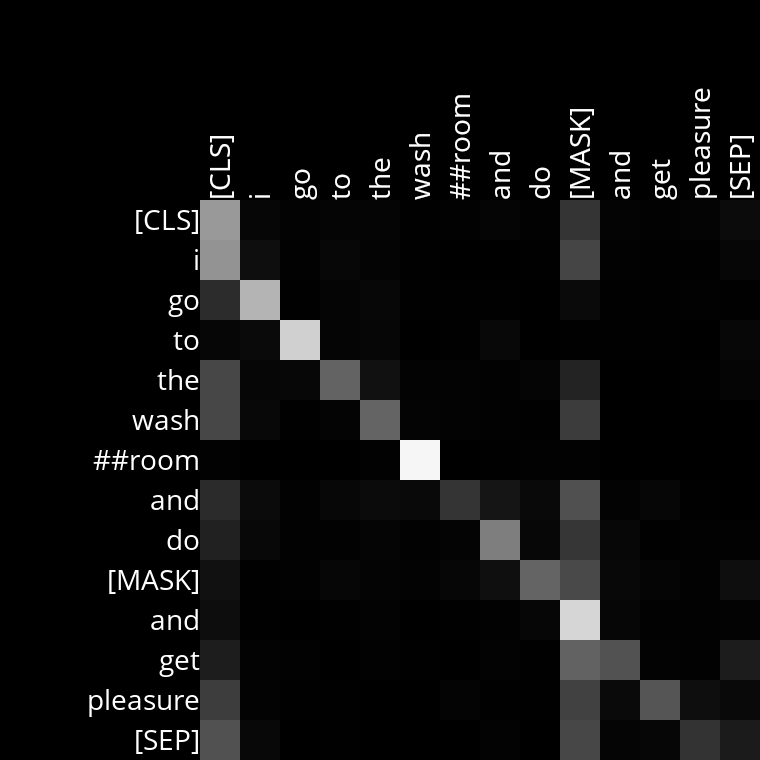 [CLS] i go to the wash ##room and do [MASK] and get pleasure [SEP]
[CLS]
i
go
to
the
wash
##room
and
do
[MASK]
and
get
pleasure
[SEP]